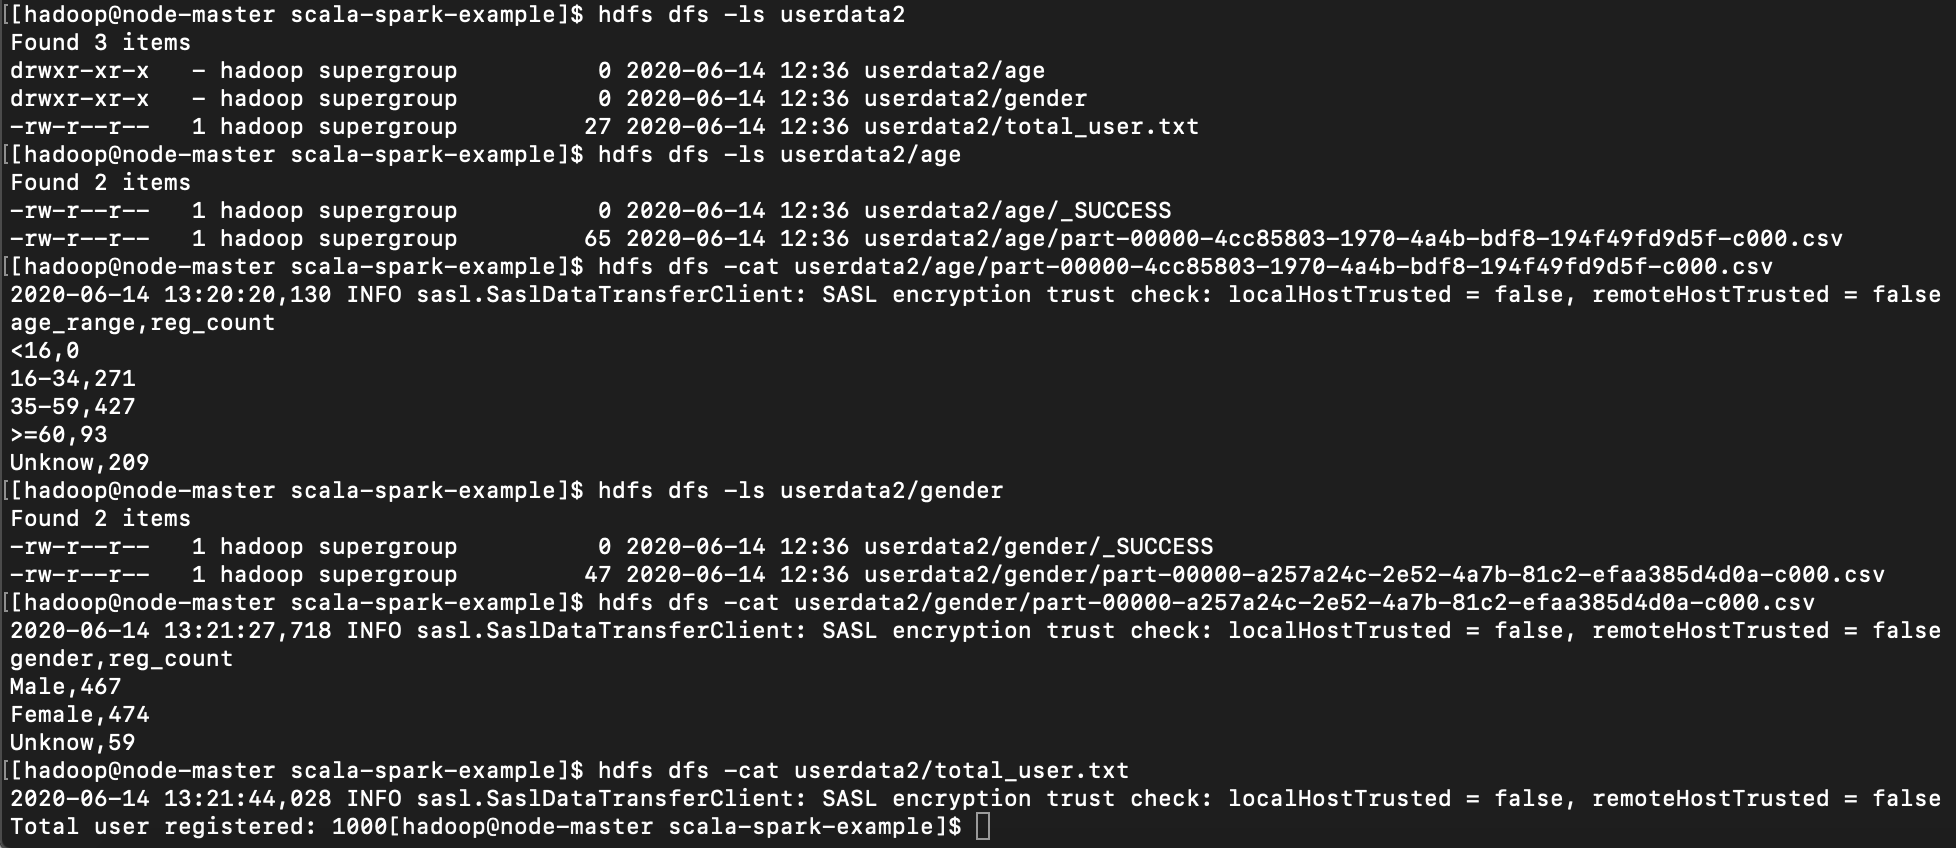 [[hadoop@node-master scala-spark-example]$ hdfs dfs -ls userdata2
Found 3 items
drwxr-xr-x   - hadoop supergroup          0 2020-06-14 12:36 userdata2/age
drwxr-xr-x   - hadoop supergroup          0 2020-06-14 12:36 userdata2/gender
-rw-r--r--   1 hadoop supergroup         27 2020-06-14 12:36 userdata2/total_user.txt
[[hadoop@node-master scala-spark-example]$ hdfs dfs -ls userdata2/age
Found 2 items
-rw-r--r--   1 hadoop supergroup          0 2020-06-14 12:36 userdata2/age/_SUCCESS
-rw-r--r--   1 hadoop supergroup         65 2020-06-14 12:36 userdata2/age/part-00000-4cc85803-1970-4a4b-bdf8-194f49fd9d5f-c000.csv
[[hadoop@node-master scala-spark-example]$ hdfs dfs -cat userdata2/age/part-00000-4cc85803-1970-4a4b-bdf8-194f49fd9d5f-c000.csv
2020-06-14 13:20:20,130 INFO sasl.SaslDataTransferClient: SASL encryption trust check: localHostTrusted = false, remoteHostTrusted = false
age_range,reg_count
<16,0
16-34,271
35-59,427
>=60,93
Unknow,209
[[hadoop@node-master scala-spark-example]$ hdfs dfs -ls userdata2/gender
Found 2 items
-rw-r--r--   1 hadoop supergroup          0 2020-06-14 12:36 userdata2/gender/_SUCCESS
-rw-r--r--   1 hadoop supergroup         47 2020-06-14 12:36 userdata2/gender/part-00000-a257a24c-2e52-4a7b-81c2-efaa385d4d0a-c000.csv
[[hadoop@node-master scala-spark-example]$ hdfs dfs -cat userdata2/gender/part-00000-a257a24c-2e52-4a7b-81c2-efaa385d4d0a-c000.csv
2020-06-14 13:21:27,718 INFO sasl.SaslDataTransferClient: SASL encryption trust check: localHostTrusted = false, remoteHostTrusted = false
gender,reg_count
Male,467
Female,474
Unknow,59
[[hadoop@node-master scala-spark-example]$ hdfs dfs -cat userdata2/total_user.txt
2020-06-14 13:21:44,028 INFO sasl.SaslDataTransferClient: SASL encryption trust check: localHostTrusted = false, remoteHostTrusted = false
Total user registered: 1000[hadoop@node-master scala-spark-example]$